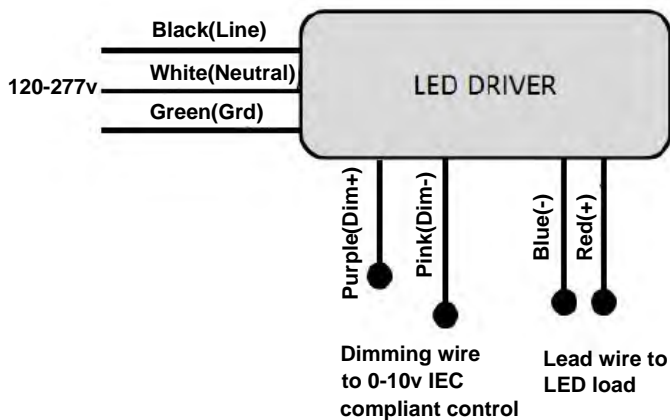 Black(Line)
White(Neutral)
120-277v
Green(Grd)
LED DRIVER
Purple(Dim+)
Pink(Dim-)
Blue(-)
Red(+)
Dimming wire
to 0-10v IEC
compliant control
Lead wire to
LED load